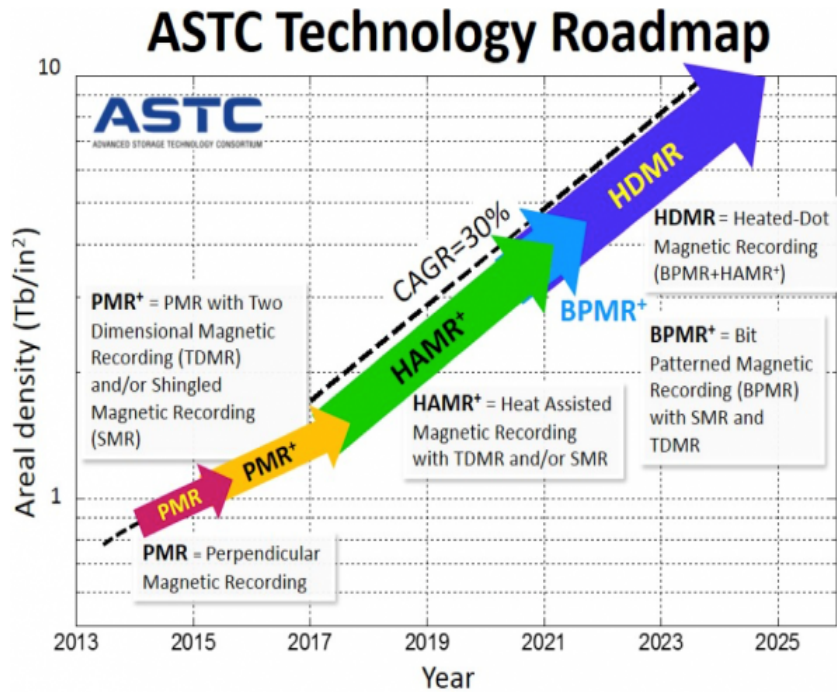 ASTC Technology Roadmap
10
ASTC
ADVANCED STORAGE TECHNOLOGY CONSORTIUM
HDMR
CAGR=30%
HDMR = Heated-Dot
Magnetic Recording
(BPMR+HAMR⁺)
PMR⁺ = PMR with Two
Dimensional Magnetic
Recording (TDMR)
and/or Shingled
Magnetic Recording
(SMR)
HAMR⁺
BPMR⁺
BPMR⁺ = Bit
Patterned Magnetic
Recording (BPMR)
with SMR and
TDMR
HAMR⁺ = Heat Assisted
Magnetic Recording
with TDMR and/or SMR
PMR⁺
PMR
1
PMR = Perpendicular
Magnetic Recording
Areal density (Tb/in²)
2013 2015 2017 2019 2021 2023 2025
Year